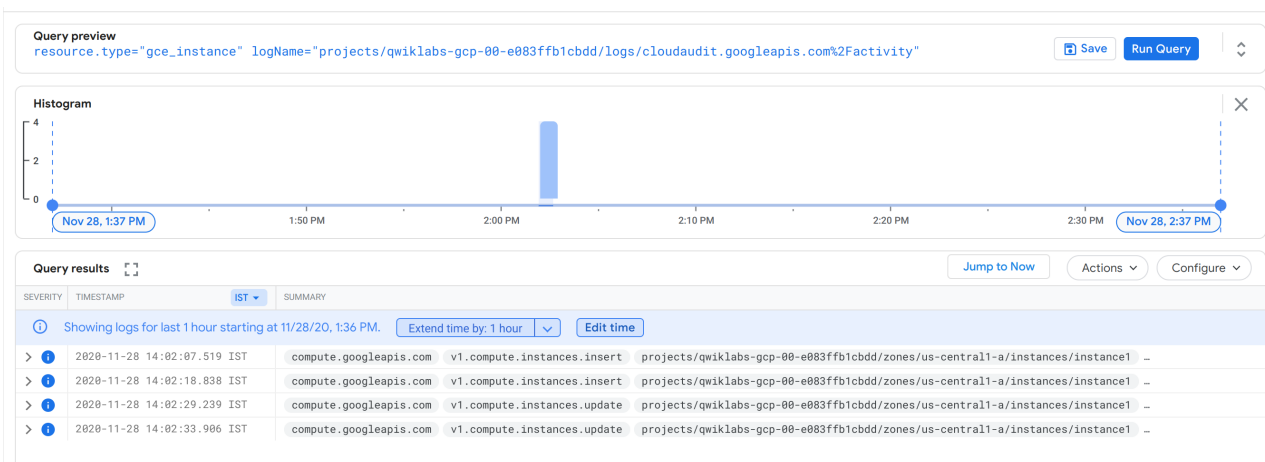 Query preview
resource.type="gce_instance" logName="projects/qwiklabs-gcp-00-e083ffb1cbdd/logs/cloudaudit.googleapis.com%2Factivity"
Save Run Query
Histogram
4
2
0
Nov 28, 1:37 PM 1:50 PM 2:00 PM 2:10 PM 2:20 PM 2:30 PM Nov 28, 2:37 PM
Query results Jump to Now Actions Configure
SEVERITY TIMESTAMP IST SUMMARY
Showing logs for last 1 hour starting at 11/28/20, 1:36 PM. Extend time by: 1 hour Edit time
2020-11-28 14:02:07.519 IST compute.googleapis.com v1.compute.instances.insert projects/qwiklabs-gcp-00-e083ffb1cbdd/zones/us-central1-a/instances/instance1 …
2020-11-28 14:02:18.838 IST compute.googleapis.com v1.compute.instances.insert projects/qwiklabs-gcp-00-e083ffb1cbdd/zones/us-central1-a/instances/instance1 …
2020-11-28 14:02:29.239 IST compute.googleapis.com v1.compute.instances.update projects/qwiklabs-gcp-00-e083ffb1cbdd/zones/us-central1-a/instances/instance1 …
2020-11-28 14:02:33.906 IST compute.googleapis.com v1.compute.instances.update projects/qwiklabs-gcp-00-e083ffb1cbdd/zones/us-central1-a/instances/instance1 …